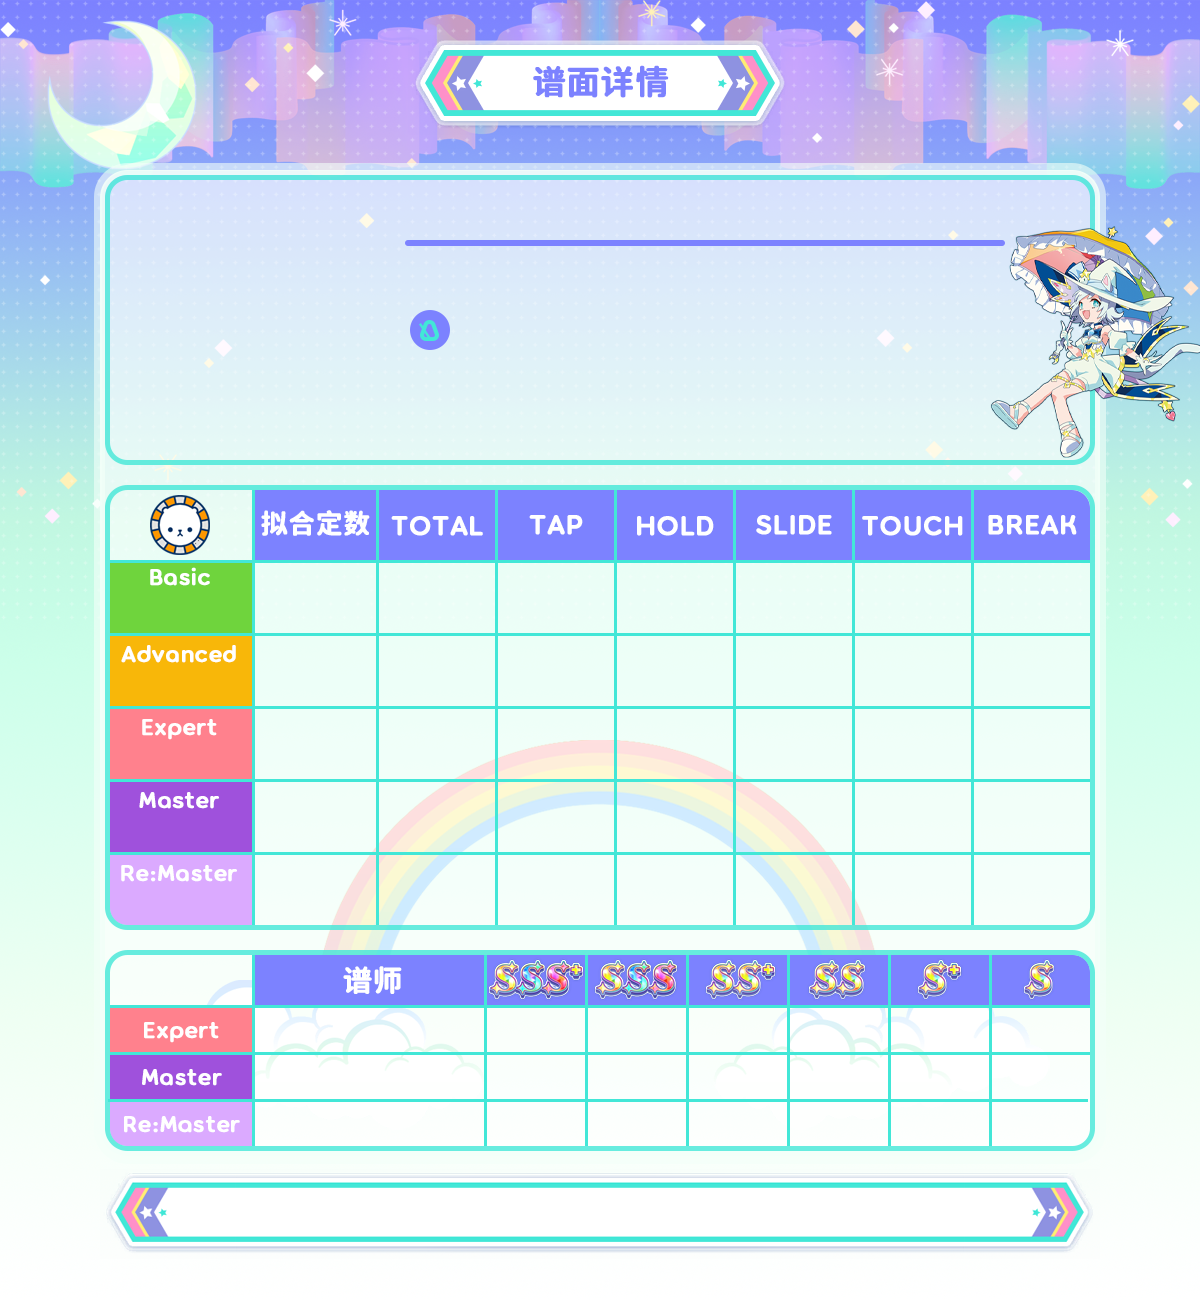 谱面详情
拟合定数 TOTAL TAP HOLD SLIDE TOUCH BREAK
Basic
Advanced
Expert
Master
Re:Master
谱师 SSS+ SSS SS+ SS S+ S
Expert
Master
Re:Master